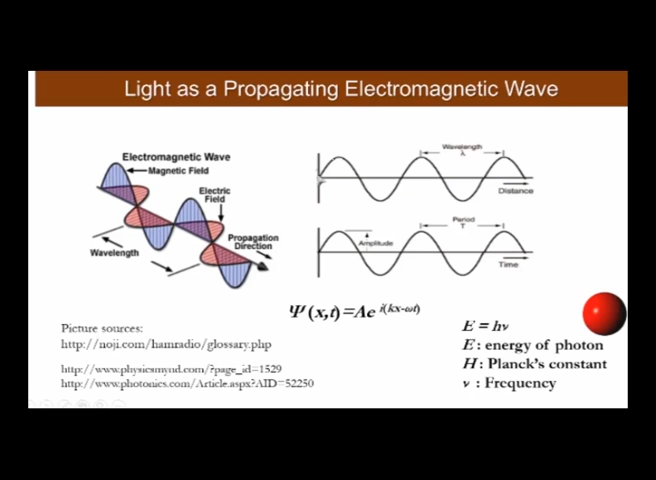 Light as a Propagating Electromagnetic Wave
Electromagnetic Wave
Magnetic Field
Electric
Field
Propagation
Direction
Wavelength
Wavelength
λ
Distance
Period
T
Amplitude
Time
Ψ(x,t)=Ae i(kx-ωt)
Picture sources:
http://noji.com/hamradio/glossary.php
http://www.physicsmynd.com/?page_id=1529
http://www.photonics.com/Article.aspx?AID=52250
E = hν
E : energy of photon
H : Planck's constant
ν : Frequency